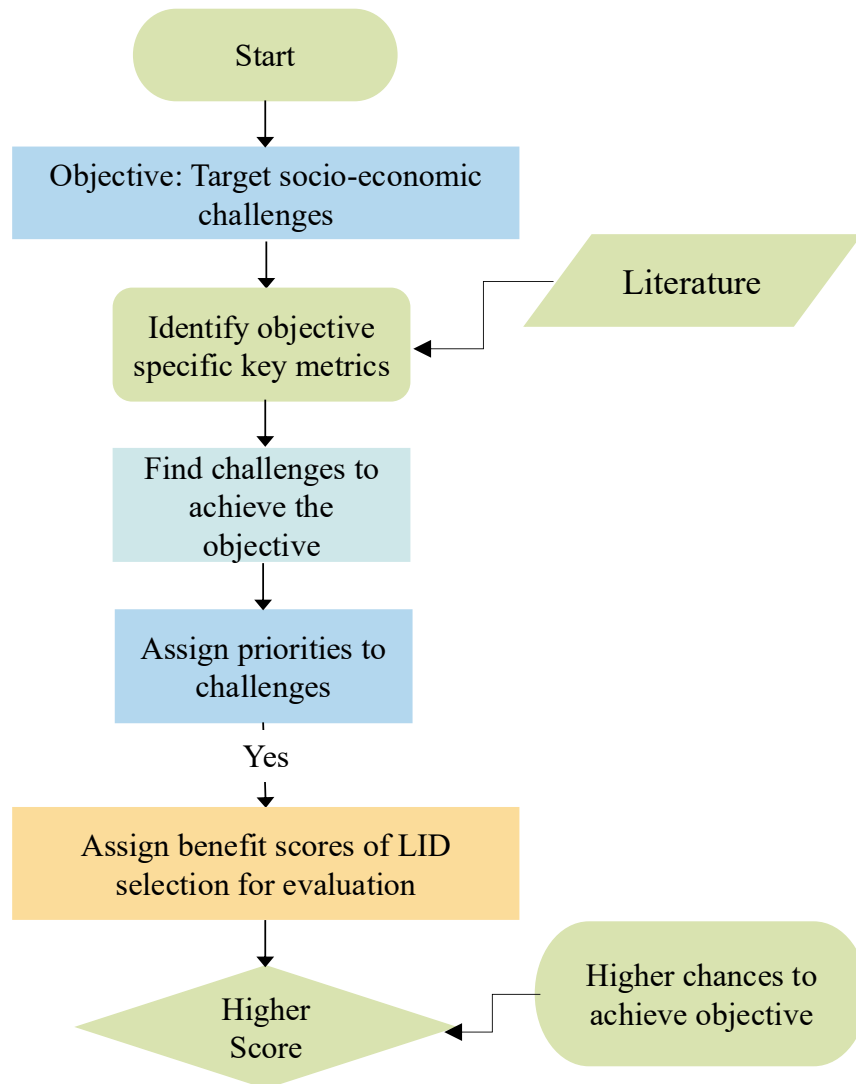 Start
Objective: Target socio-economic
challenges
Literature
Identify objective
specific key metrics
Find challenges to
achieve the
objective
Assign priorities to
challenges
Yes
Assign benefit scores of LID
selection for evaluation
Higher
Score
Higher chances to
achieve objective